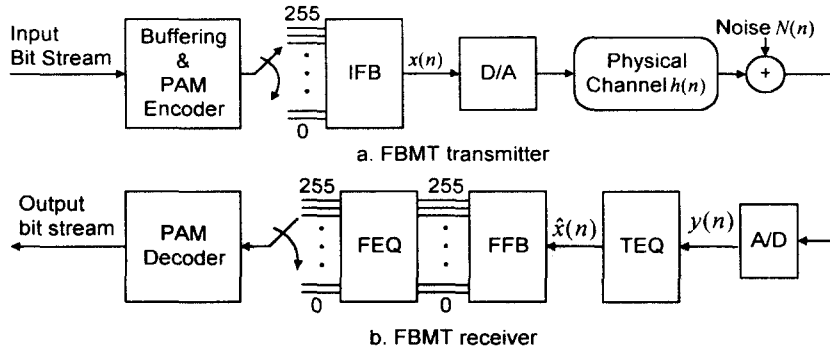 Input
Bit Stream
Buffering
&
PAM
Encoder
255
0
IFB
x(n)
D/A
Physical
Channel h(n)
Noise N(n)
+
a. FBMT transmitter
Output
bit stream
PAM
Decoder
255
0
FEQ
255
0
FFB
x̂(n)
TEQ
y(n)
A/D
b. FBMT receiver